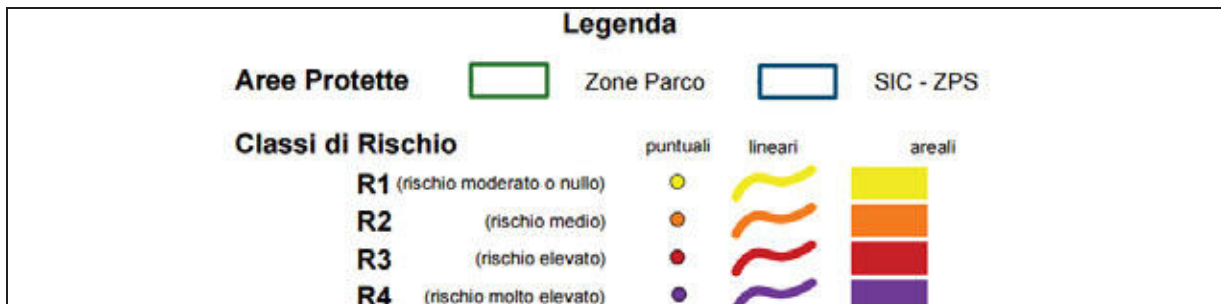 Legenda
Aree Protette Zone Parco SIC - ZPS
Classi di Rischio puntuali lineari areali
R1 (rischio moderato o nullo)
R2 (rischio medio)
R3 (rischio elevato)
R4 (rischio molto elevato)